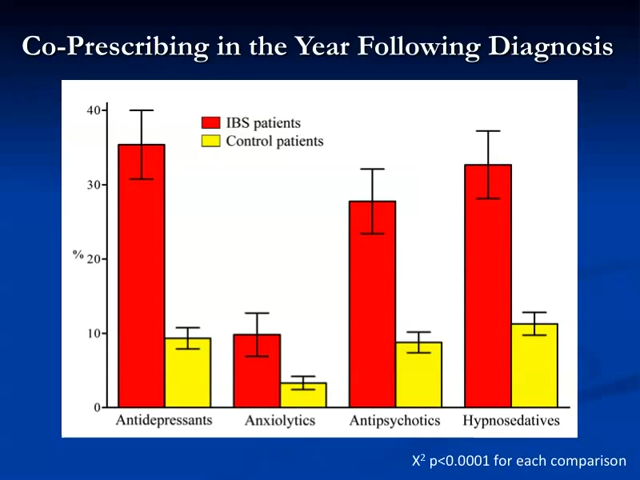 Co-Prescribing in the Year Following Diagnosis
40
IBS patients
Control patients
30
%
20
10
0
Antidepressants Anxiolytics Antipsychotics Hypnosedatives
X² p<0.0001 for each comparison